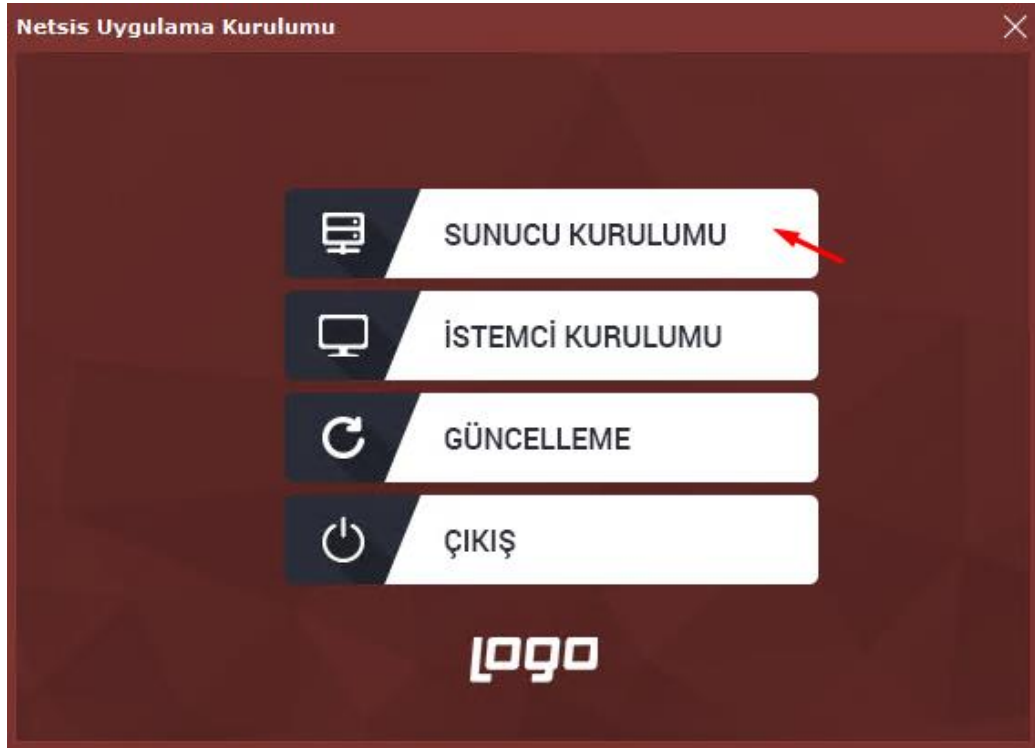 Netsis Uygulama Kurulumu
SUNUCU KURULUMU
İSTEMCİ KURULUMU
GÜNCELLEME
ÇIKIŞ
LOGO